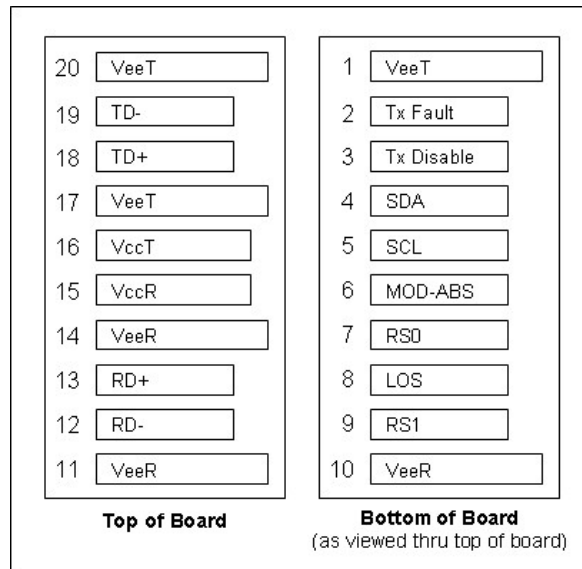 20 VeeT
19 TD-
18 TD+
17 VeeT
16 VccT
15 VccR
14 VeeR
13 RD+
12 RD-
11 VeeR
Top of Board
1 VeeT
2 Tx Fault
3 Tx Disable
4 SDA
5 SCL
6 MOD-ABS
7 RS0
8 LOS
9 RS1
10 VeeR
Bottom of Board
(as viewed thru top of board)